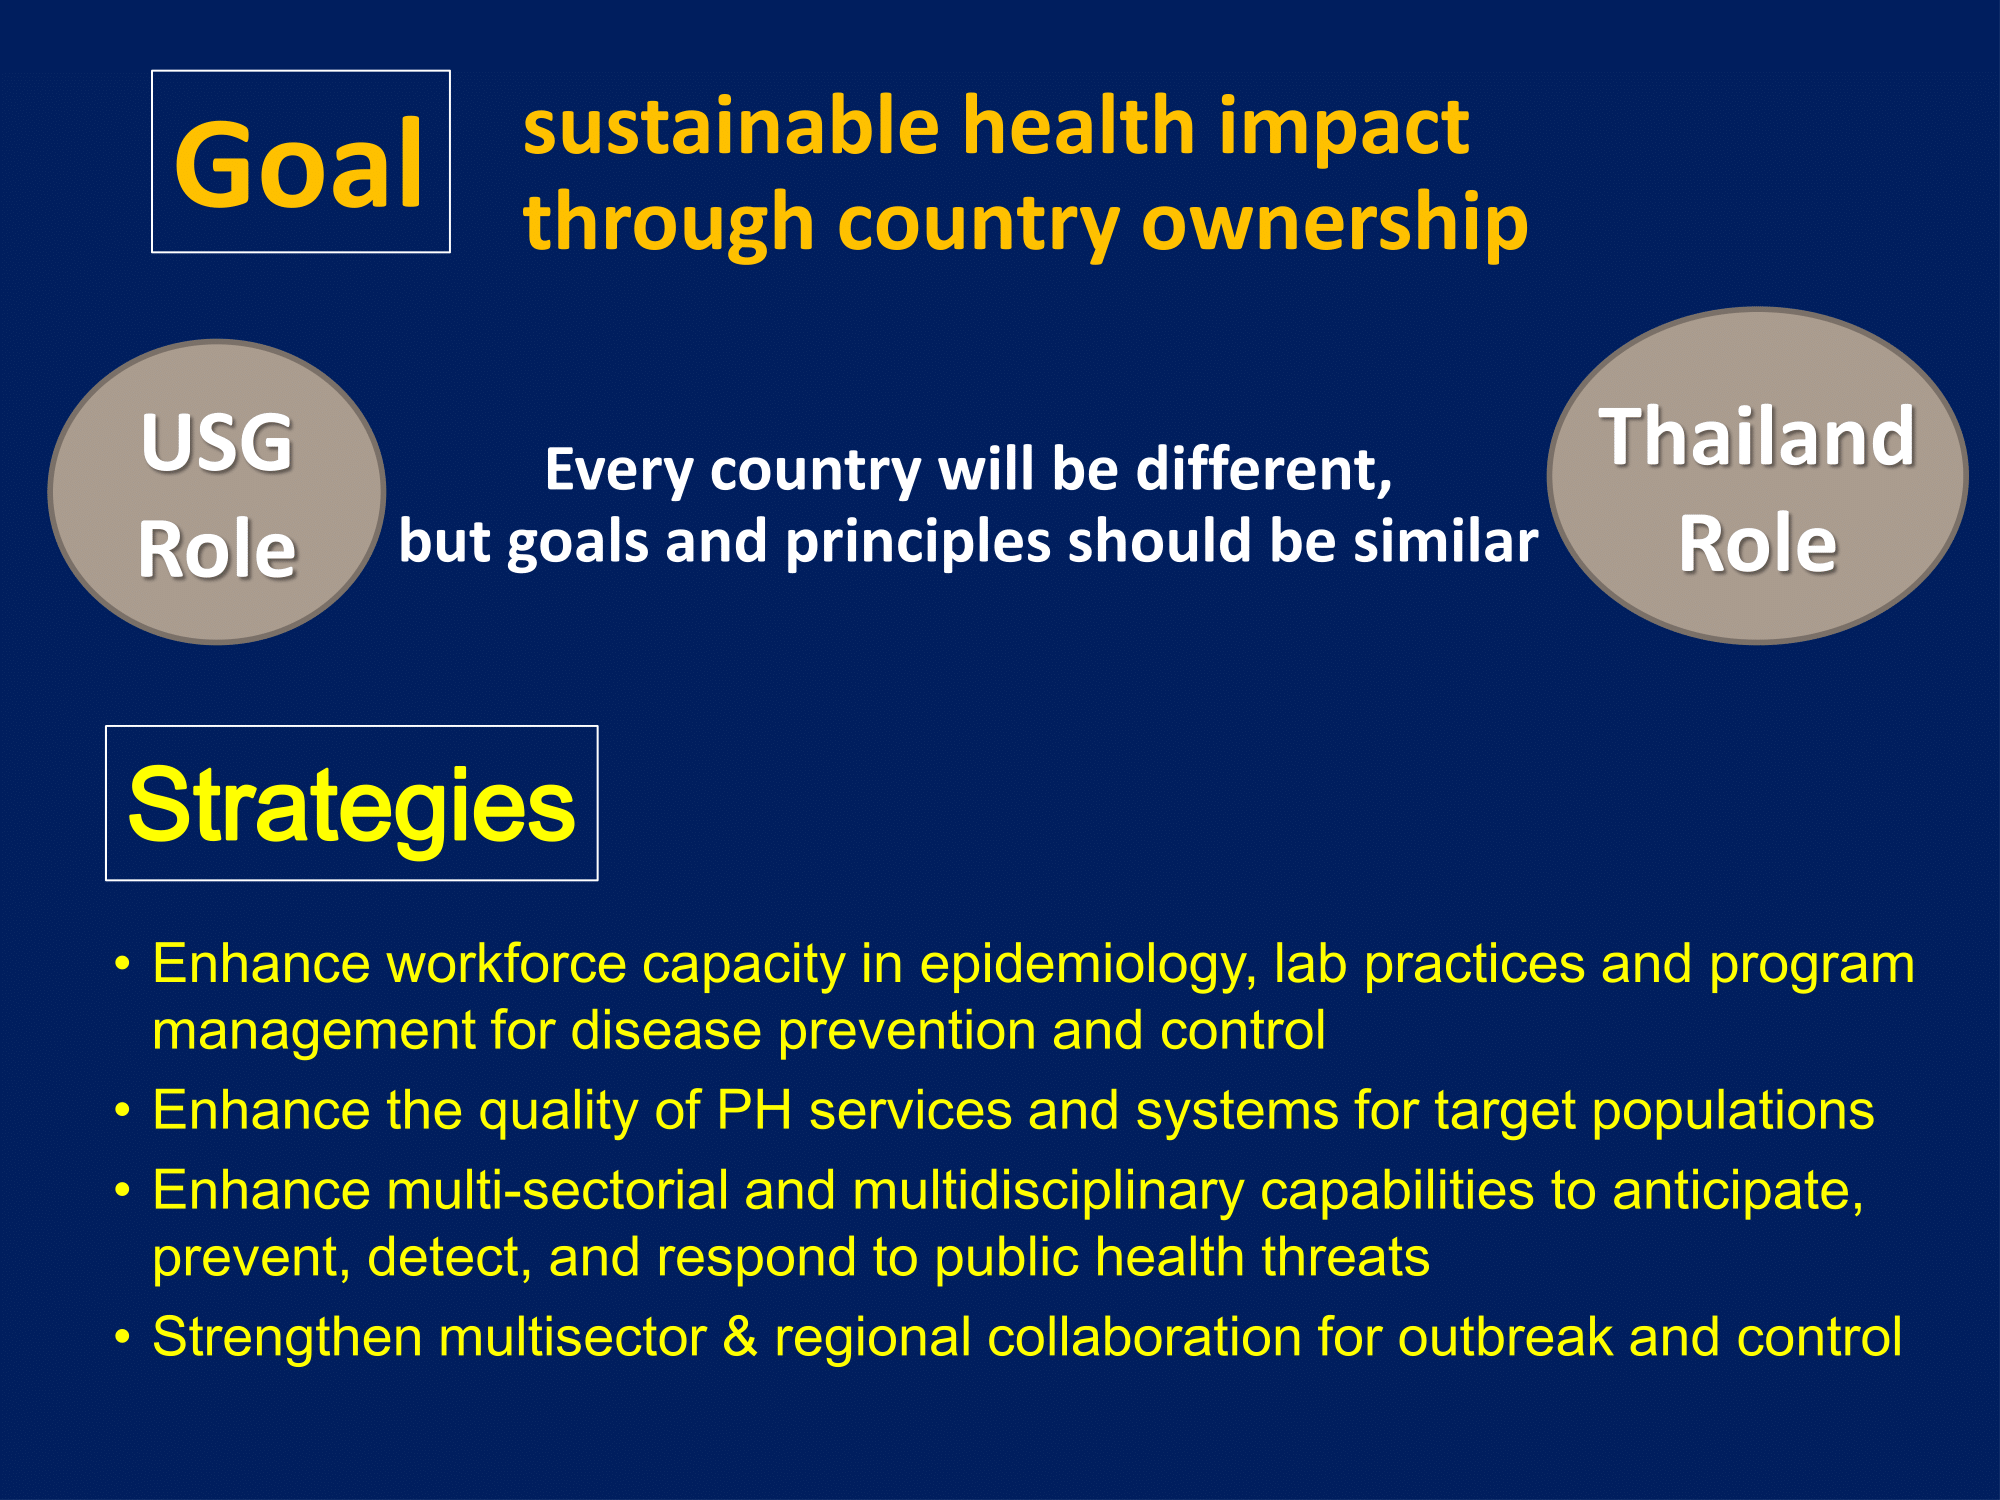 Goal
sustainable health impact
through country ownership
USG
Role
Every country will be different,
but goals and principles should be similar
Thailand
Role
Strategies
• Enhance workforce capacity in epidemiology, lab practices and program
management for disease prevention and control
• Enhance the quality of PH services and systems for target populations
• Enhance multi-sectorial and multidisciplinary capabilities to anticipate,
prevent, detect, and respond to public health threats
• Strengthen multisector & regional collaboration for outbreak and control